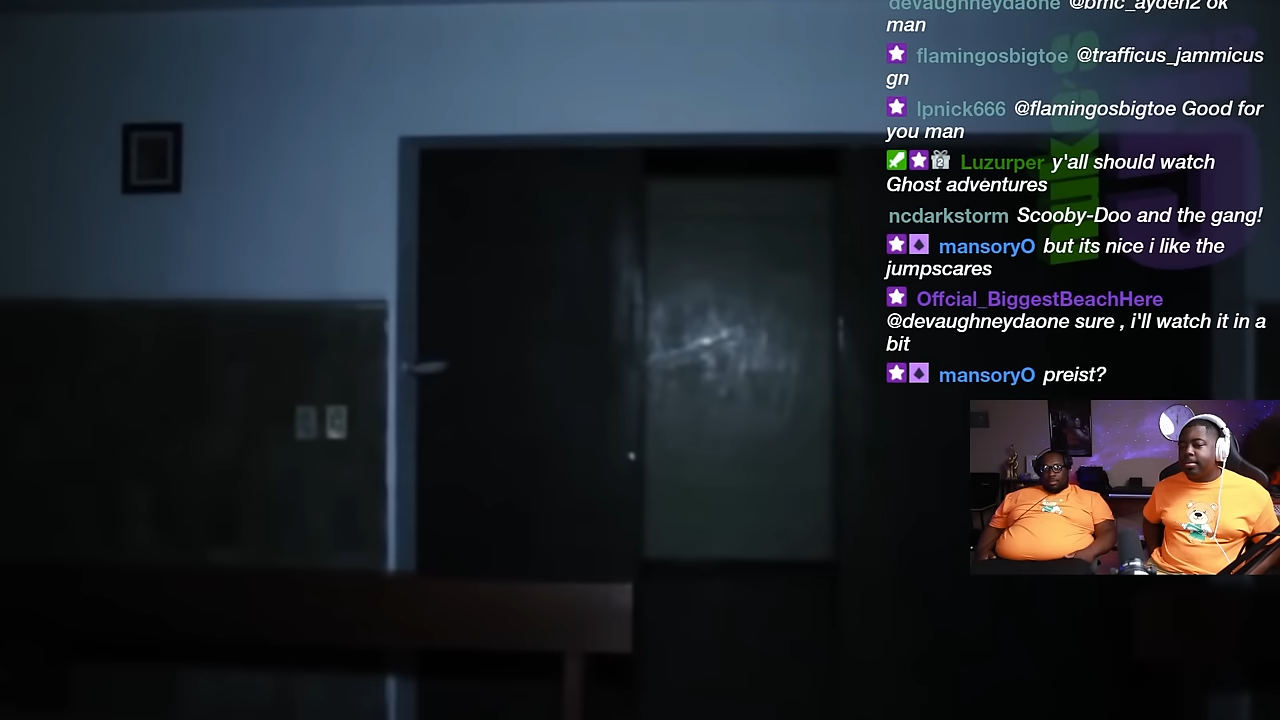 devaughneydaone @bmc_ayden2 ok
man
flamingosbigtoe @trafficus_jammicus
gn
lpnick666 @flamingosbigtoe Good for
you man
2 Luzurper y'all should watch
Ghost adventures
ncdarkstorm Scooby-Doo and the gang!
mansoryO but its nice i like the
jumpscares
Offcial_BiggestBeachHere
@devaughneydaone sure , i'll watch it in a
bit
mansoryO preist?